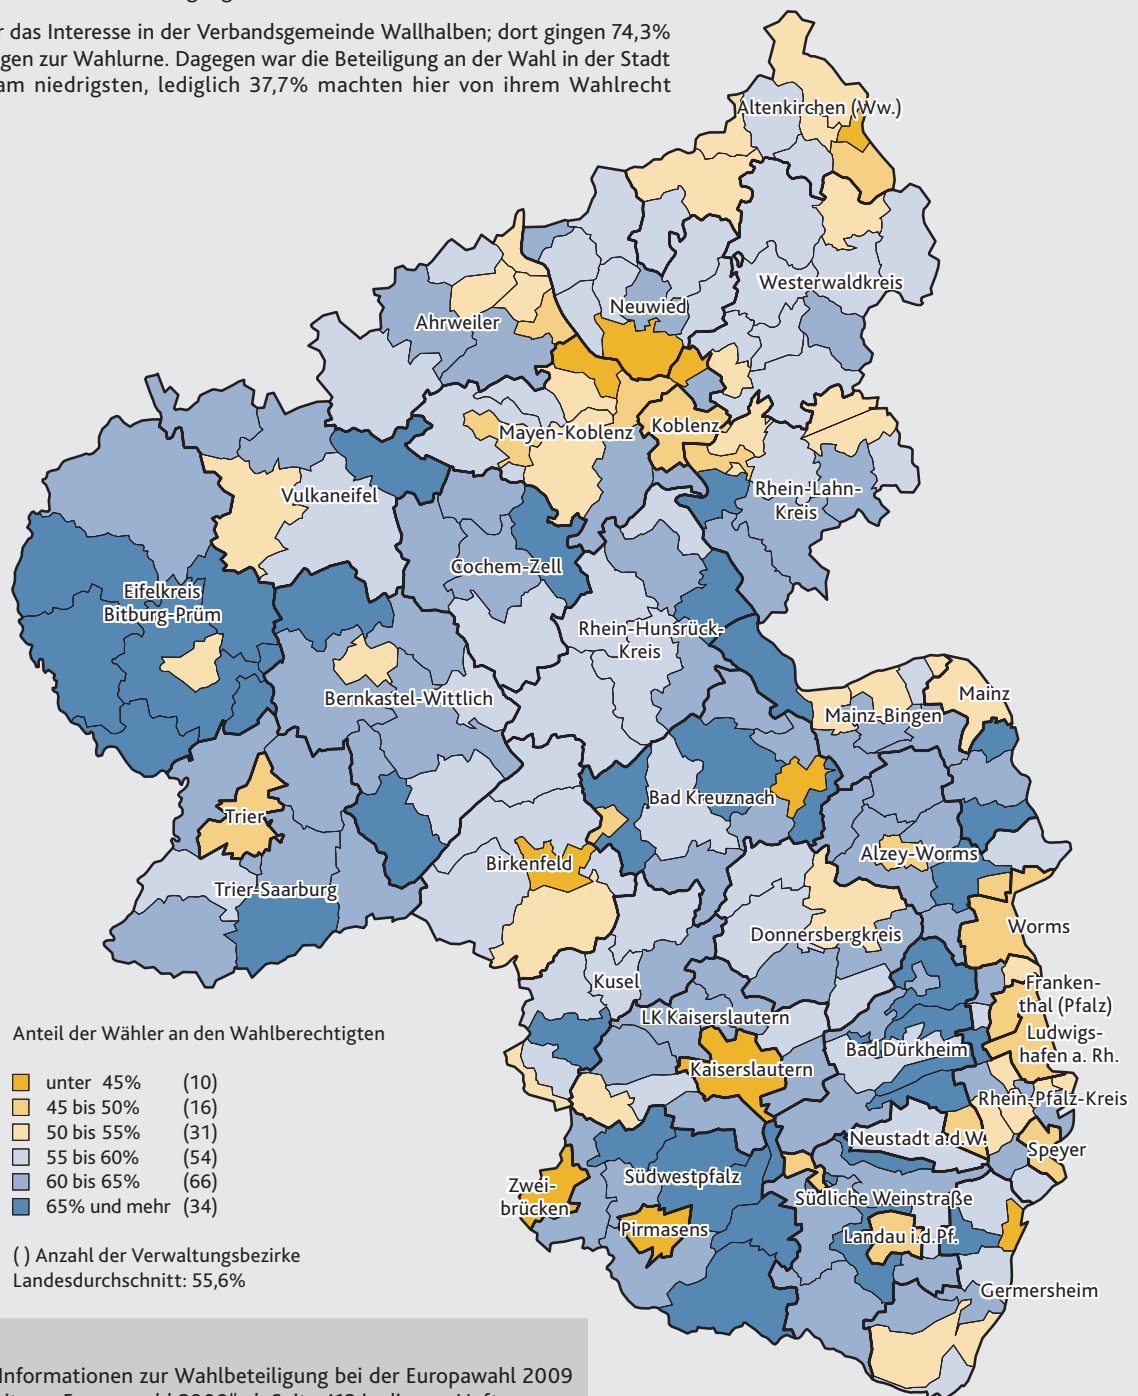 r das Interesse in der Verbandsgemeinde Wallhalben; dort gingen 74,3%
gen zur Wahlurne. Dagegen war die Beteiligung an der Wahl in der Stadt
am niedrigsten, lediglich 37,7% machten hier von ihrem Wahlrecht
Altenkirchen (Ww.)
Westerwaldkreis
Neuwied
Ahrweiler
Mayen-Koblenz
Koblenz
Rhein-Lahn-
Kreis
Vulkaneifel
Cochem-Zell
Eifelkreis
Bitburg-Prüm
Rhein-Hunsrück-
Kreis
Bernkastel-Wittlich
Mainz
Mainz-Bingen
Bad Kreuznach
Trier
Alzey-Worms
Birkenfeld
Trier-Saarburg
Donnersbergkreis
Worms
Kusel
Franken-
thal (Pfalz)
LK Kaiserslautern
Ludwigs-
hafen a. Rh.
Bad Dürkheim
Kaiserslautern
Rhein-Pfalz-Kreis
Neustadt a.d.W.
Speyer
Südwestpfalz
Zwei-
brücken
Südliche Weinstraße
Pirmasens
Landau i.d.Pf.
Germersheim
Anteil der Wähler an den Wahlberechtigten
unter 45% (10)
45 bis 50% (16)
50 bis 55% (31)
55 bis 60% (54)
60 bis 65% (66)
65% und mehr (34)
( ) Anzahl der Verwaltungsbezirke
Landesdurchschnitt: 55,6%
Informationen zur Wahlbeteiligung bei der Europawahl 2009